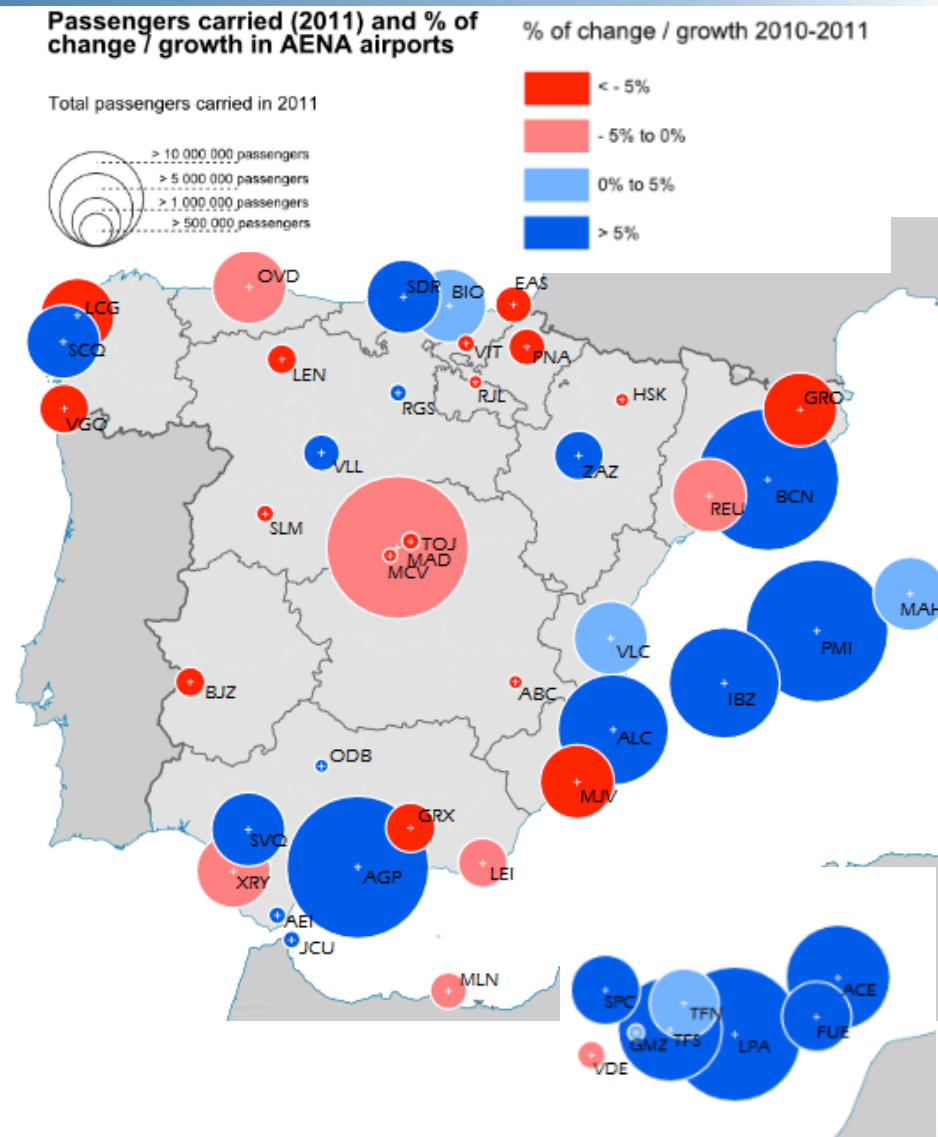 Passengers carried (2011) and % of
change / growth in AENA airports
% of change / growth 2010-2011
Total passengers carried in 2011
> 10 000 000 passengers
> 5 000 000 passengers
> 1 000 000 passengers
> 500 000 passengers
< - 5%
- 5% to 0%
0% to 5%
> 5%
OVD
SDR
BIO
EAS
LCG
SCQ
VIT
PNA
LEN
RJL
HSK
RGS
GRO
VGO
VLL
ZAZ
BCN
REU
SLM
TOJ
MAD
MCV
MAH
VLC
PMI
BJZ
ABC
IBZ
ALC
ODB
MJV
GRX
SVQ
LEI
XRY
AGP
AEI
JCU
MLN
SPC
ACE
TFN
FUE
GMZ
TFS
LPA
VDE